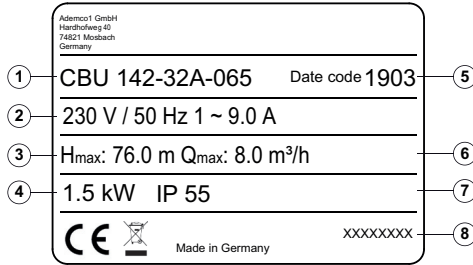 Ademco1 GmbH
Hardhofweg 40
74821 Mosbach
Germany
1 CBU 142-32A-065 Date code 1903 5
2 230 V / 50 Hz 1 ~ 9.0 A
3 Hmax: 76.0 m Qmax: 8.0 m³/h 6
4 1.5 kW IP 55 7
CE Made in Germany XXXXXXXX 8